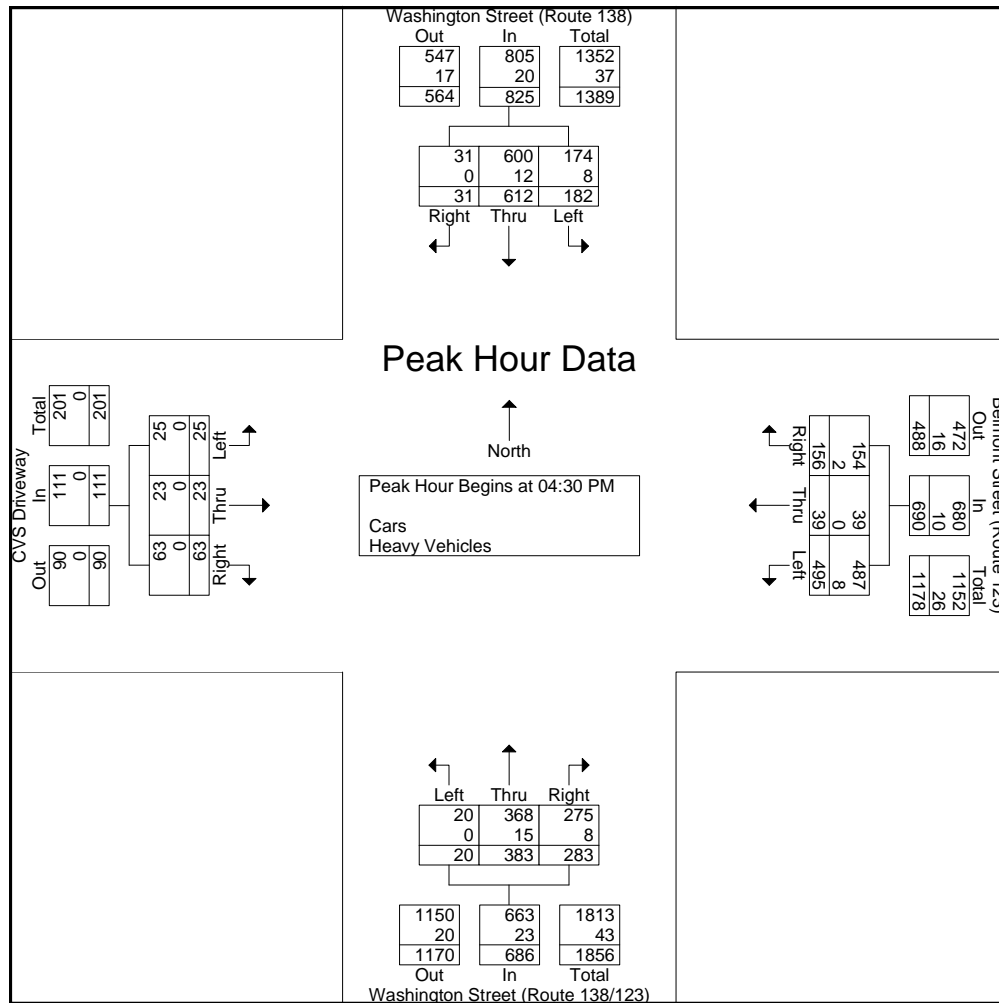 Washington Street (Route 138)
Out In Total
547 805 1352
17 20 37
564 825 1389
31 600 174
0 12 8
31 612 182
Right Thru Left
Peak Hour Data
North
Peak Hour Begins at 04:30 PM
Cars
Heavy Vehicles
CVS Driveway
Total In Out
201 111 90
0 0 0
201 111 90
Left Thru Right
25 23 63
0 0 0
25 23 63
Belmont Street (Route 123)
Out In Total
472 680 1152
16 10 26
488 690 1178
154 39 487
2 0 8
156 39 495
Right Thru Left
Left Thru Right
20 368 275
0 15 8
20 383 283
1150 663 1813
20 23 43
1170 686 1856
Out In Total
Washington Street (Route 138/123)